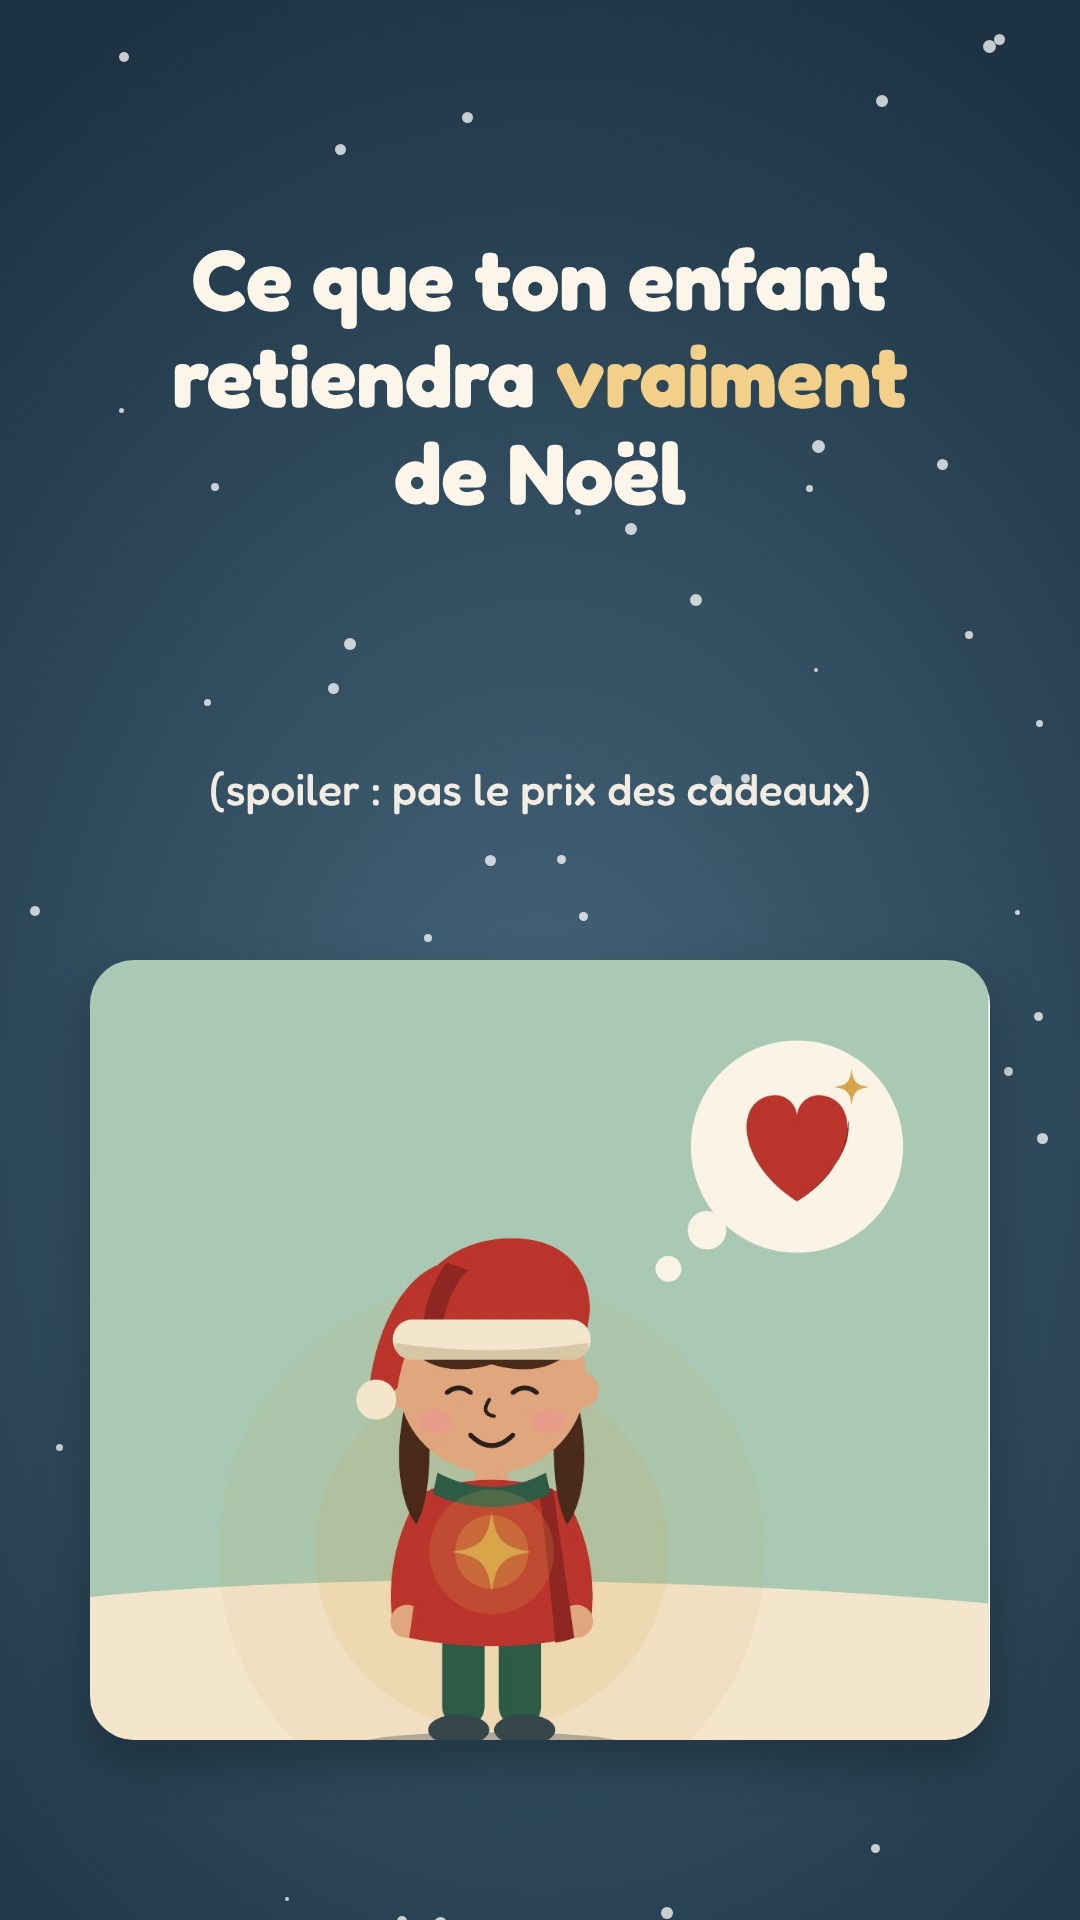 Ce que ton enfant
retiendra vraiment
de Noël
(spoiler : pas le prix des cadeaux)